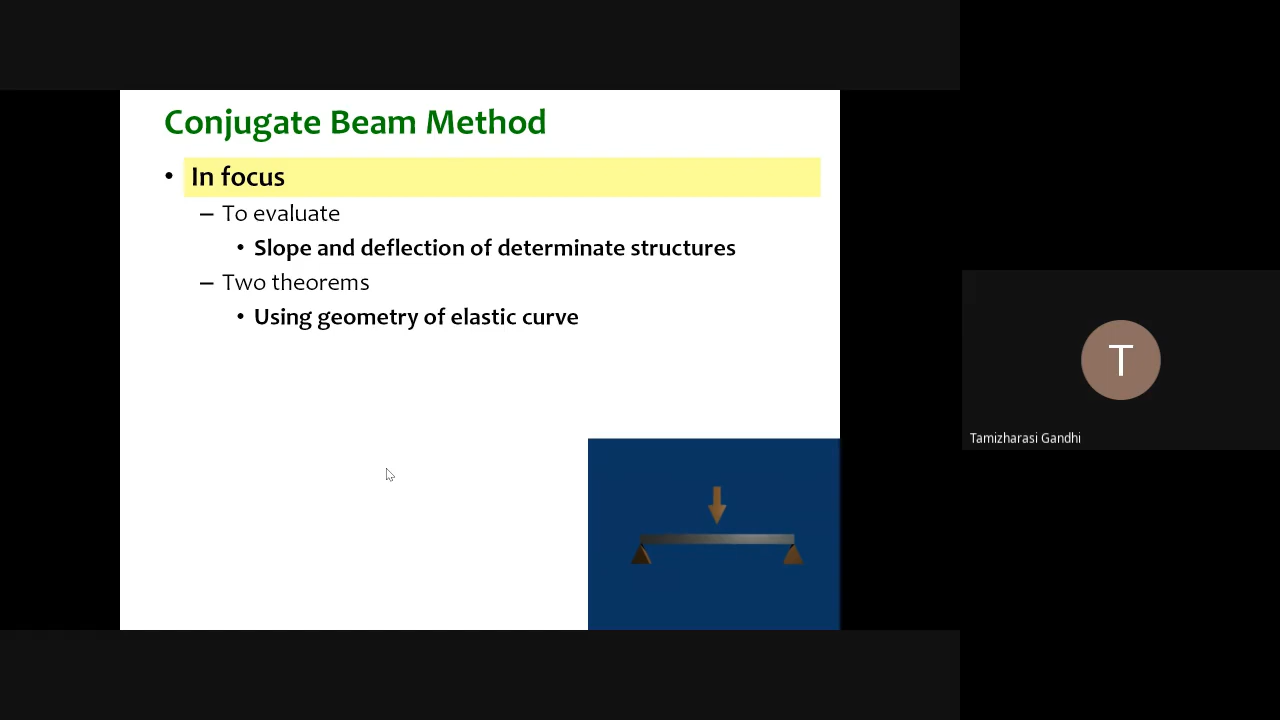 Conjugate Beam Method
• In focus
– To evaluate
• Slope and deflection of determinate structures
– Two theorems
• Using geometry of elastic curve
T
Tamizharasi Gandhi